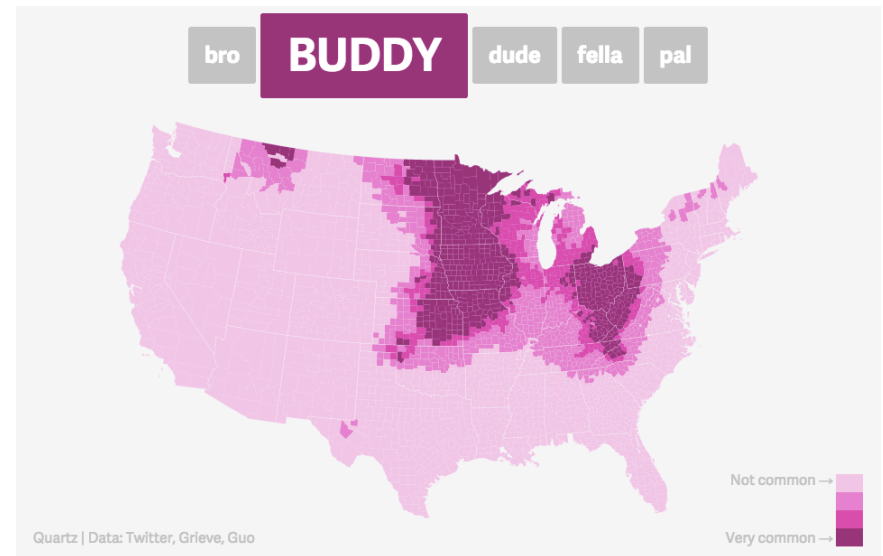 bro BUDDY dude fella pal
Not common →
Very common →
Quartz | Data: Twitter, Grieve, Guo